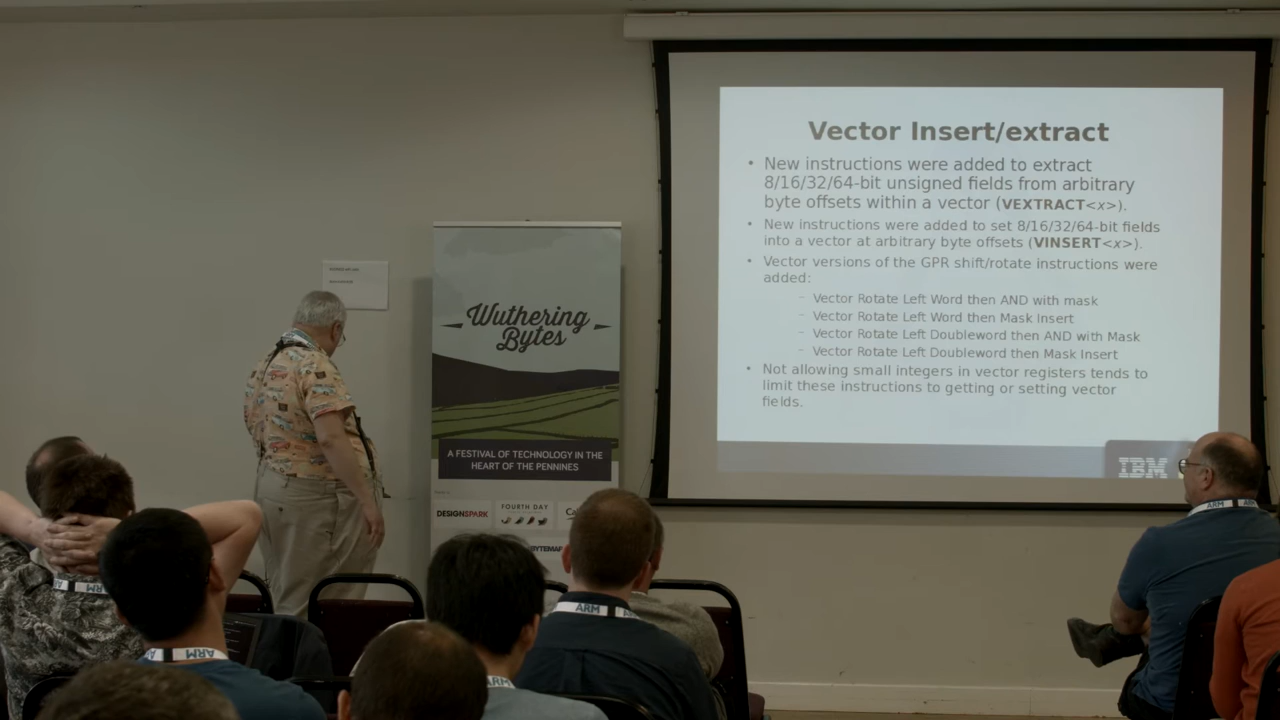 Vector Insert/extract
• New instructions were added to extract
8/16/32/64-bit unsigned fields from arbitrary
byte offsets within a vector (VEXTRACT<x>).
• New instructions were added to set 8/16/32/64-bit fields
into a vector at arbitrary byte offsets (VINSERT<x>).
• Vector versions of the GPR shift/rotate instructions were
added:
– Vector Rotate Left Word then AND with mask
– Vector Rotate Left Word then Mask Insert
– Vector Rotate Left Doubleword then AND with Mask
– Vector Rotate Left Doubleword then Mask Insert
• Not allowing small integers in vector registers tends to
limit these instructions to getting or setting vector
fields.
IBM
Wuthering
Bytes
A FESTIVAL OF TECHNOLOGY IN THE
HEART OF THE PENNINES
DESIGNSPARK
FOURTH DAY
ARM
ARM